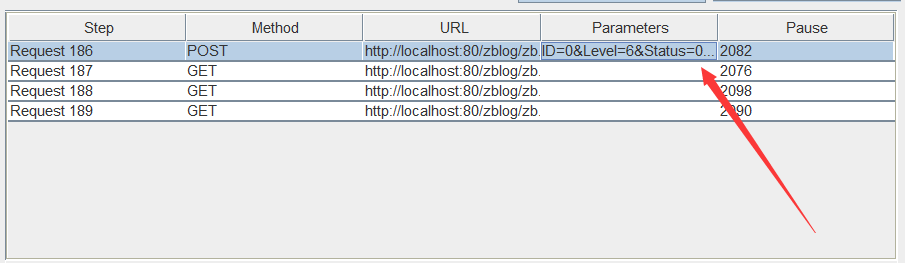 Step Method URL Parameters Pause
Request 186 POST http://localhost:80/zblog/zb... ID=0&Level=6&Status=0... 2082
Request 187 GET http://localhost:80/zblog/zb. 2076
Request 188 GET http://localhost:80/zblog/zb. 2098
Request 189 GET http://localhost:80/zblog/zb. 2090